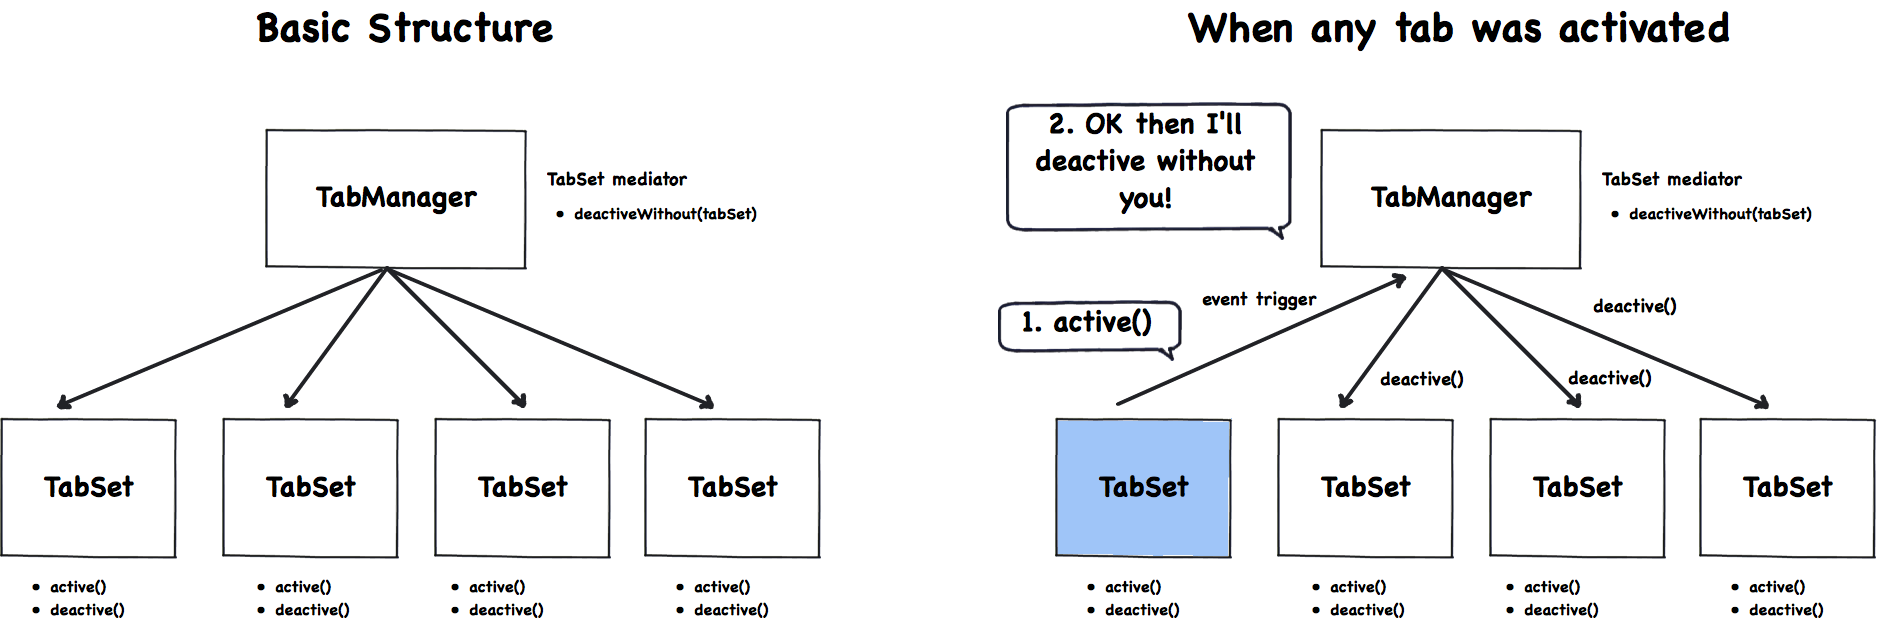 Basic Structure
TabManager
TabSet mediator
• deactiveWithout(tabSet)
TabSet
TabSet
TabSet
TabSet
• active()
• deactive()
• active()
• deactive()
• active()
• deactive()
• active()
• deactive()
When any tab was activated
2. OK then I'll
deactive without
you!
TabManager
TabSet mediator
• deactiveWithout(tabSet)
1. active()
event trigger
deactive()
deactive()
deactive()
TabSet
TabSet
TabSet
TabSet
• active()
• deactive()
• active()
• deactive()
• active()
• deactive()
• active()
• deactive()